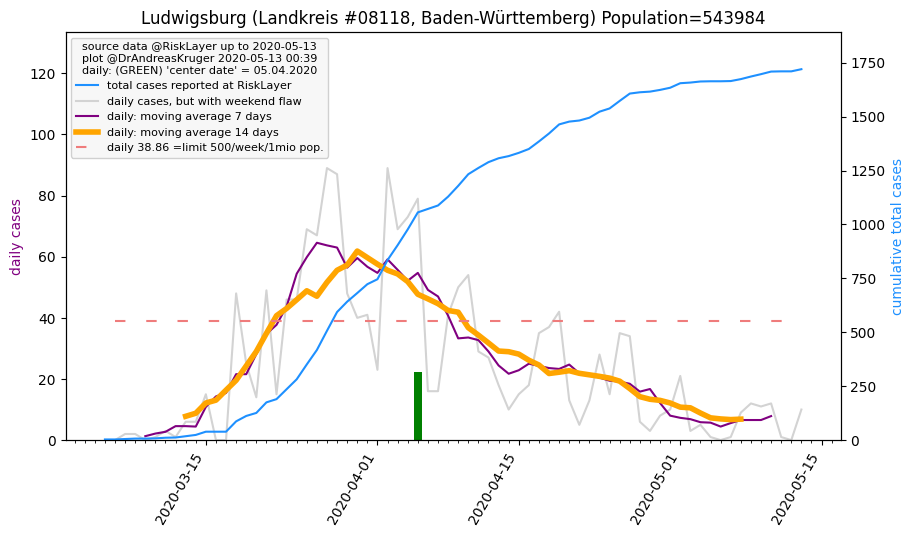 Ludwigsburg (Landkreis #08118, Baden-Württemberg) Population=543984
source data @RiskLayer up to 2020-05-13
plot @DrAndreasKruger 2020-05-13 00:39
daily: (GREEN) 'center date' = 05.04.2020
total cases reported at RiskLayer
daily cases, but with weekend flaw
daily: moving average 7 days
daily: moving average 14 days
daily 38.86 =limit 500/week/1mio pop.
daily cases
120
100
80
60
40
20
0
cumulative total cases
1750
1500
1250
1000
750
500
250
0
2020-03-15
2020-04-01
2020-04-15
2020-05-01
2020-05-15